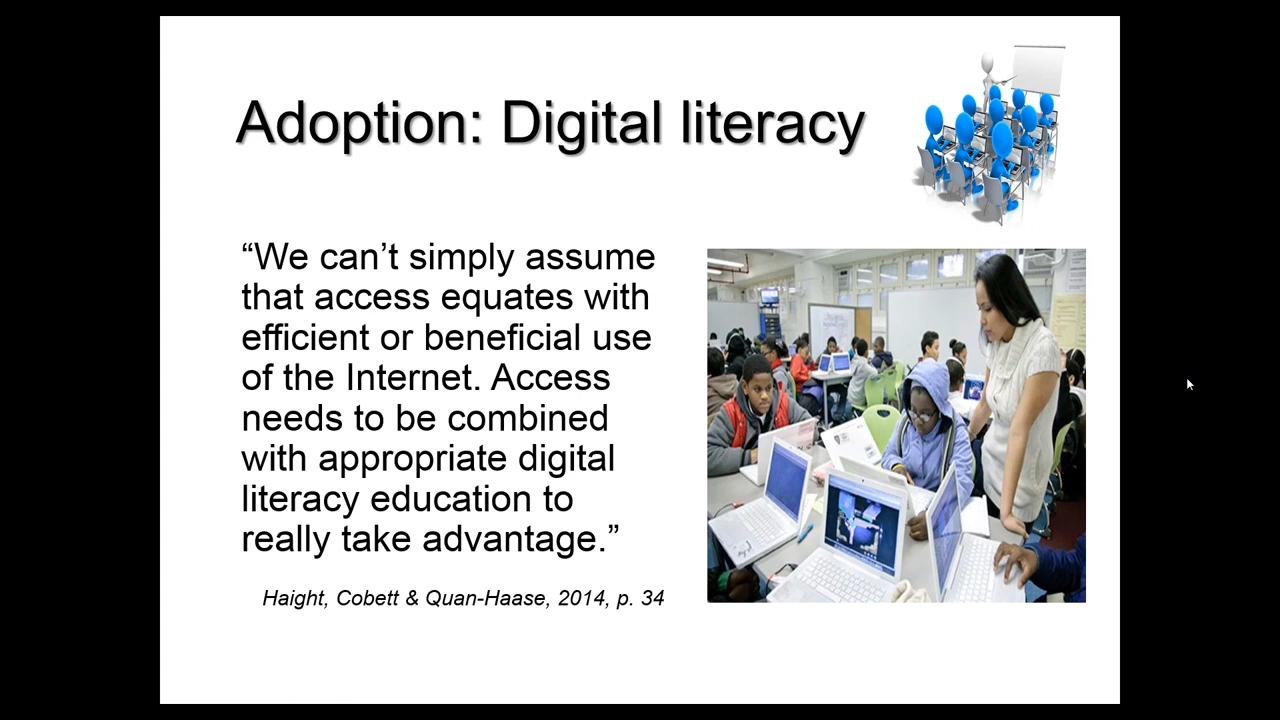 Adoption: Digital literacy
“We can’t simply assume
that access equates with
efficient or beneficial use
of the Internet. Access
needs to be combined
with appropriate digital
literacy education to
really take advantage.”
Haight, Cobett & Quan-Haase, 2014, p. 34